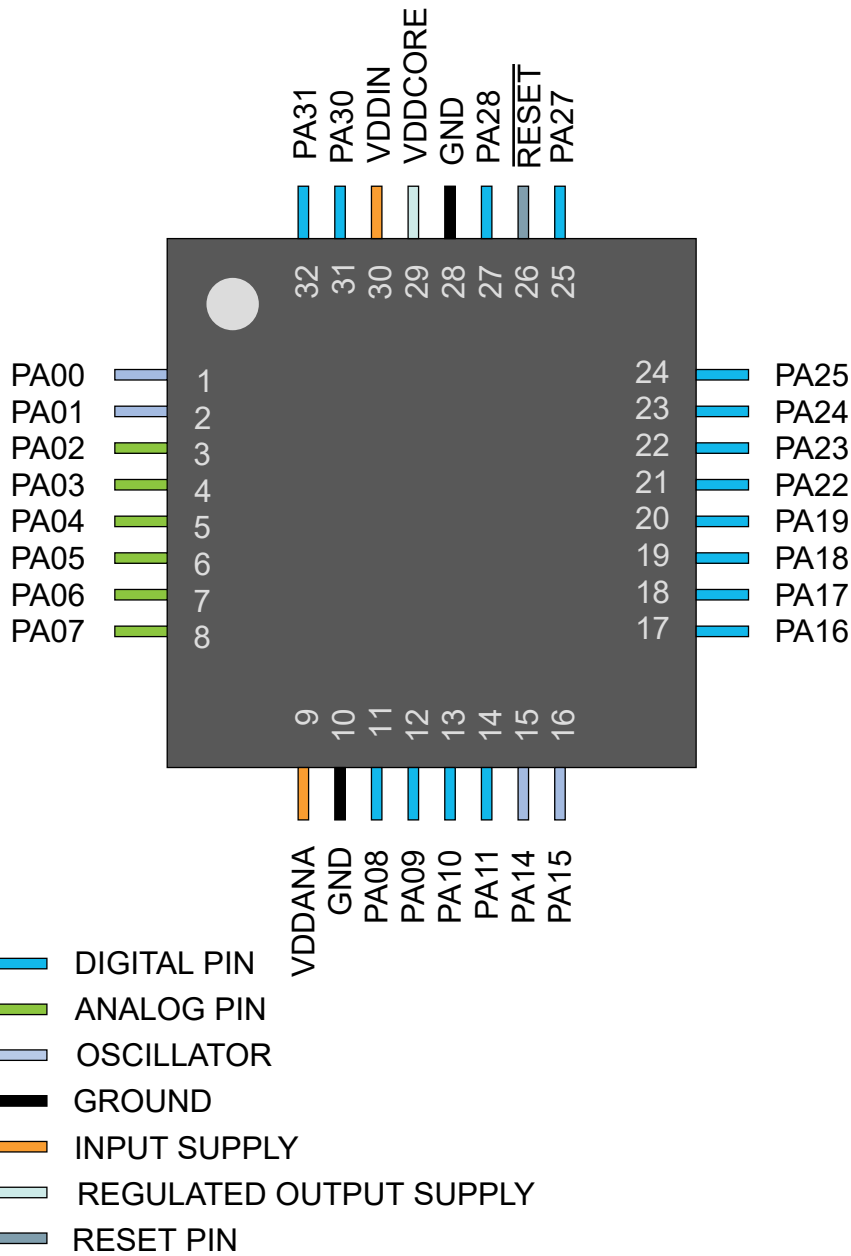 PA31
PA30
VDDIN
VDDCORE
GND
PA28
RESET
PA27
32
31
30
29
28
27
26
25
PA00
1
PA01
2
PA02
3
PA03
4
PA04
5
PA05
6
PA06
7
PA07
8
24
PA25
23
PA24
22
PA23
21
PA22
20
PA19
19
PA18
18
PA17
17
PA16
9
10
11
12
13
14
15
16
VDDANA
GND
PA08
PA09
PA10
PA11
PA14
PA15
DIGITAL PIN
ANALOG PIN
OSCILLATOR
GROUND
INPUT SUPPLY
REGULATED OUTPUT SUPPLY
RESET PIN